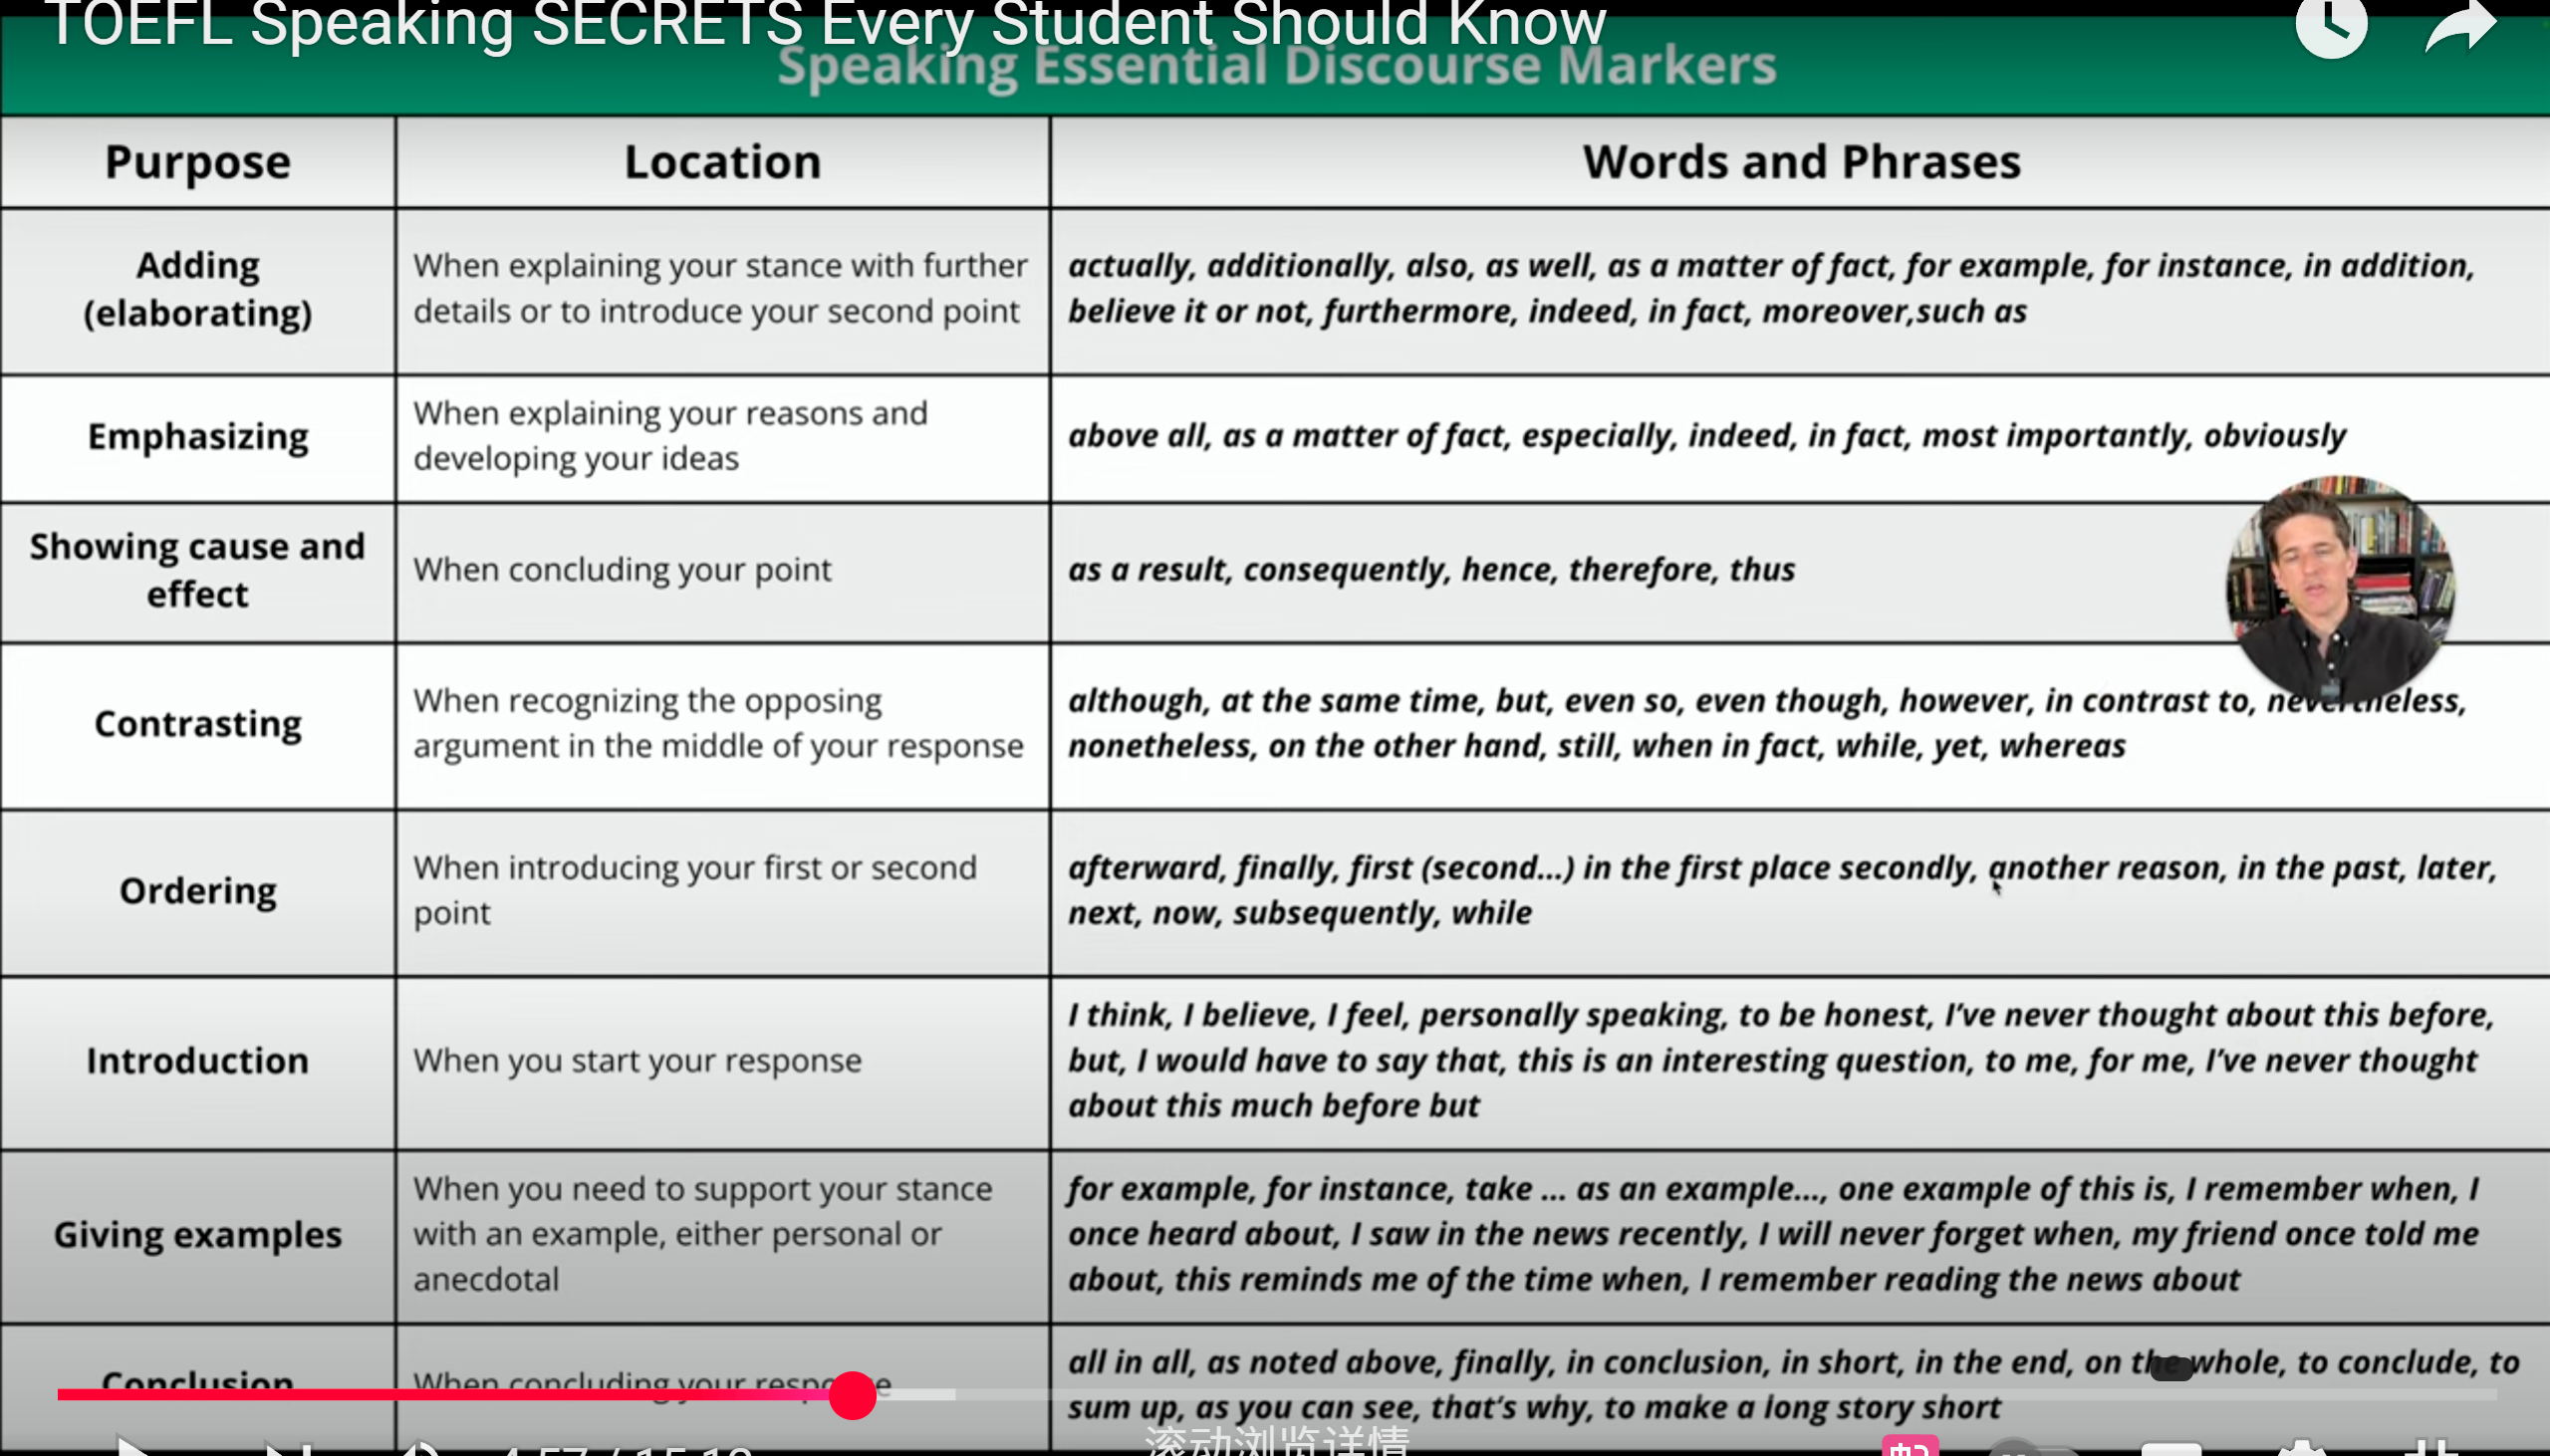 TOEFL Speaking SECRETS Every Student Should Know
Speaking Essential Discourse Markers
Purpose
Location
Words and Phrases
Adding
(elaborating)
When explaining your stance with further
details or to introduce your second point
actually, additionally, also, as well, as a matter of fact, for example, for instance, in addition,
believe it or not, furthermore, indeed, in fact, moreover,such as
Emphasizing
When explaining your reasons and
developing your ideas
above all, as a matter of fact, especially, indeed, in fact, most importantly, obviously
Showing cause and
effect
When concluding your point
as a result, consequently, hence, therefore, thus
Contrasting
When recognizing the opposing
argument in the middle of your response
although, at the same time, but, even so, even though, however, in contrast to, nevertheless,
nonetheless, on the other hand, still, when in fact, while, yet, whereas
Ordering
When introducing your first or second
point
afterward, finally, first (second...) in the first place secondly, another reason, in the past, later,
next, now, subsequently, while
Introduction
When you start your response
I think, I believe, I feel, personally speaking, to be honest, I've never thought about this before,
but, I would have to say that, this is an interesting question, to me, for me, I've never thought
about this much before but
Giving examples
When you need to support your stance
with an example, either personal or
anecdotal
for example, for instance, take ... as an example..., one example of this is, I remember when, I
once heard about, I saw in the news recently, I will never forget when, my friend once told me
about, this reminds me of the time when, I remember reading the news about
Conclusion
When concluding your response
all in all, as noted above, finally, in conclusion, in short, in the end, on the whole, to conclude, to
sum up, as you can see, that's why, to make a long story short
滚动浏览详情